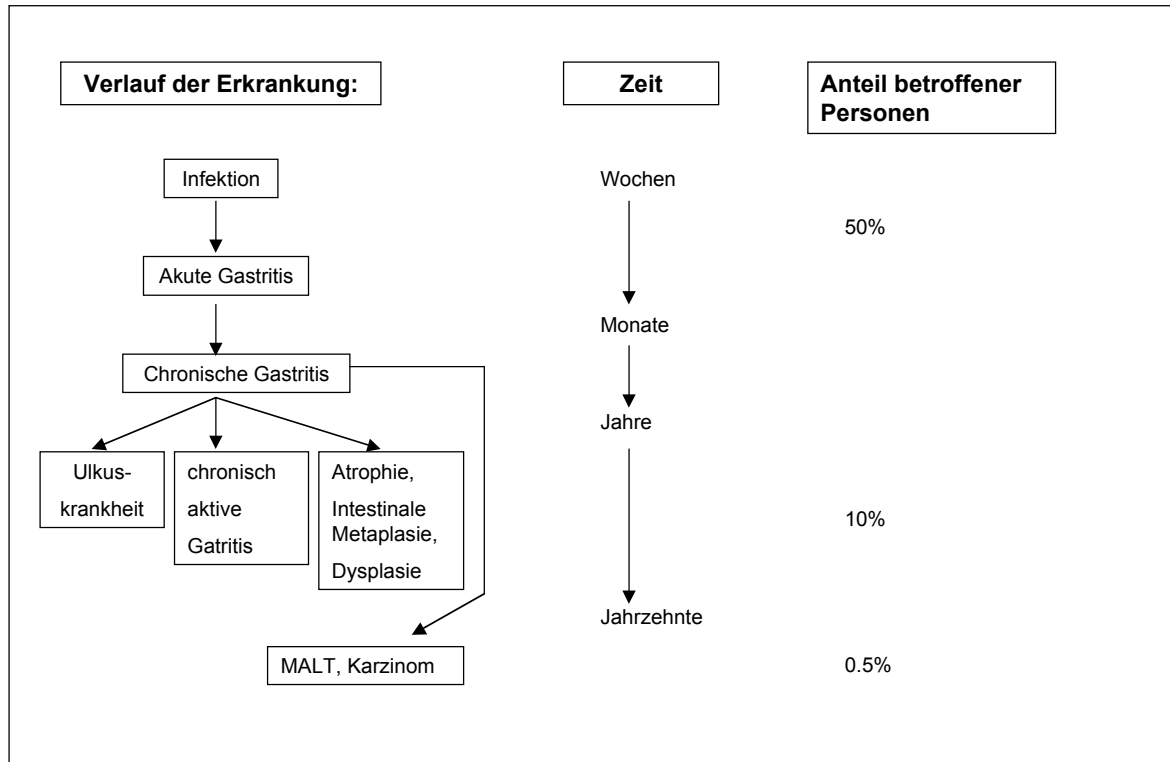 Verlauf der Erkrankung:
Zeit
Anteil betroffener
Personen
Infektion
Wochen
50%
Akute Gastritis
Monate
Chronische Gastritis
Jahre
Ulkus-
krankheit
chronisch
aktive
Gatritis
Atrophie,
Intestinale
Metaplasie,
Dysplasie
10%
Jahrzehnte
MALT, Karzinom
0.5%